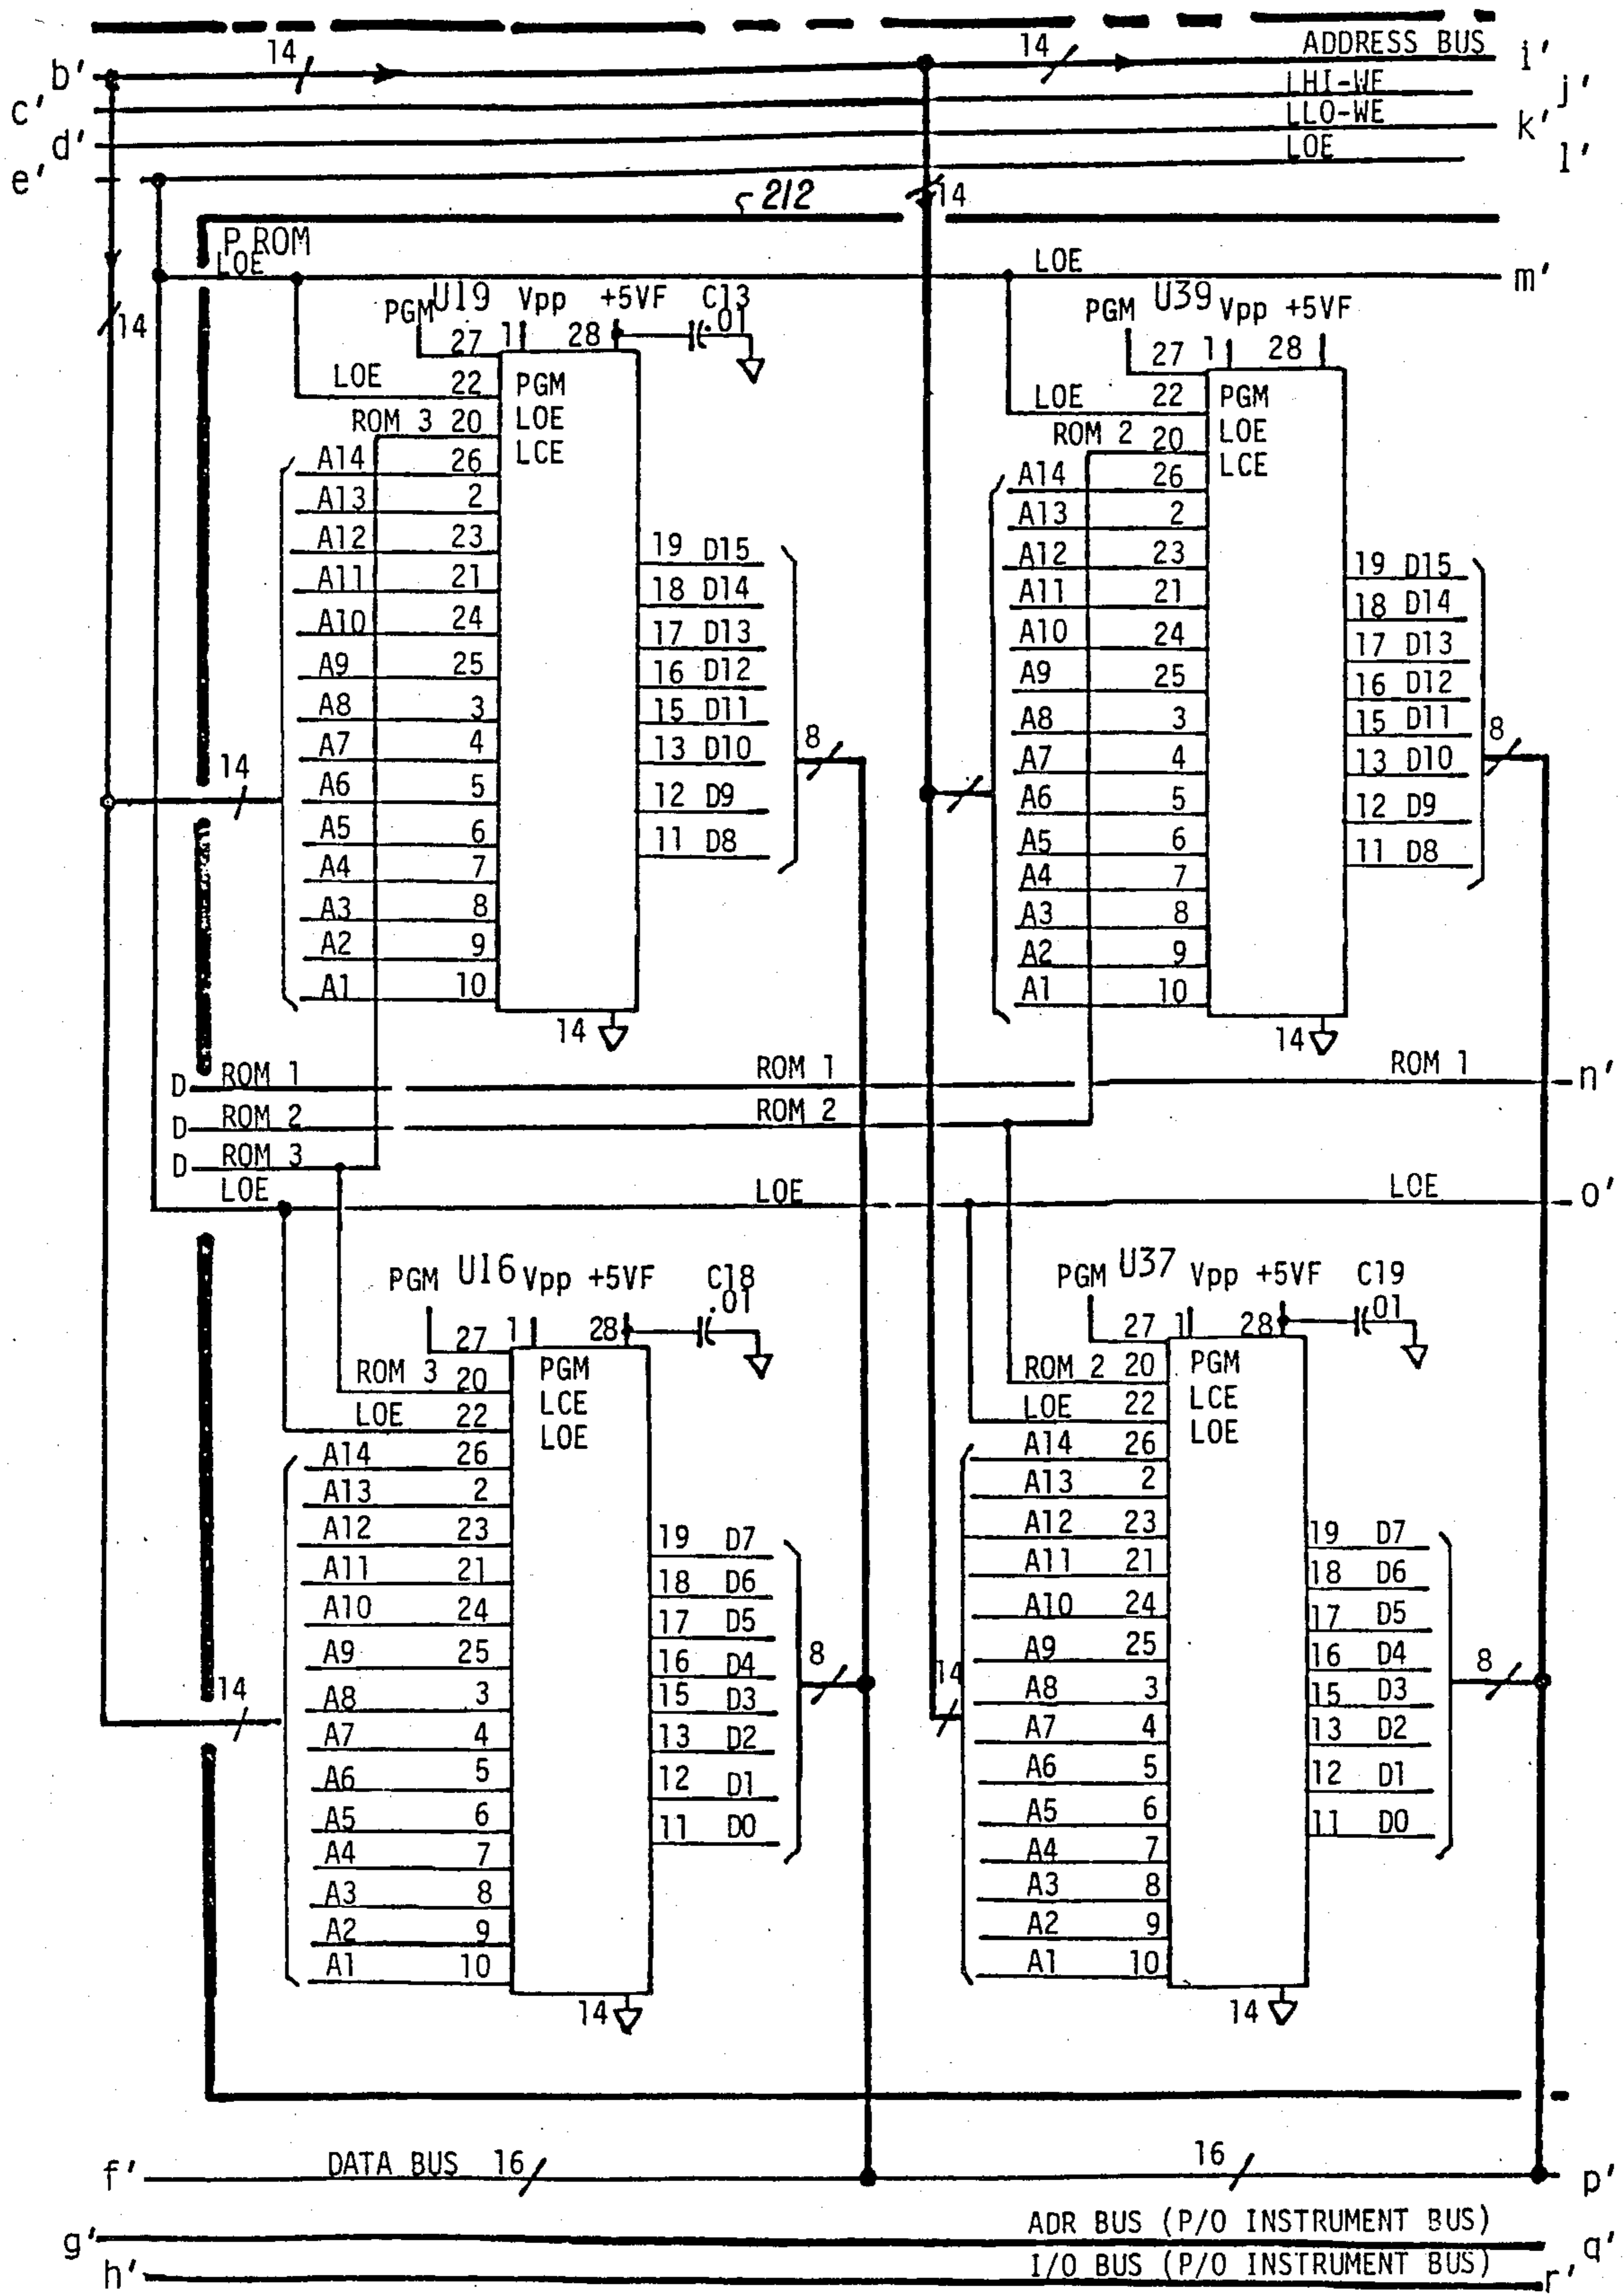 14 14 ADDRESS BUS
b' i'
LHI-WE
c' j'
LLO-WE
d' k'
LOE
e' l'
212 14
P ROM
LOE LOE m'
14
U19 Vpp +5VF C13
PGM .01
27 1 28
LOE 22 PGM
ROM 3 20 LOE
A14 26 LCE
A13 2
A12 23
A11 21
A10 24
A9 25
A8 3
A7 4
A6 5
A5 6
A4 7
A3 8
A2 9
A1 10
14
14
19 D15
18 D14
17 D13
16 D12
15 D11
13 D10
12 D9
11 D8
8
PGM U39 Vpp +5VF
27 1 28
LOE 22 PGM
ROM 2 20 LOE
A14 26 LCE
A13 2
A12 23
A11 21
A10 24
A9 25
A8 3
A7 4
A6 5
A5 6
A4 7
A3 8
A2 9
A1 10
14
19 D15
18 D14
17 D13
16 D12
15 D11
13 D10
12 D9
11 D8
8
D ROM 1 ROM 1 ROM 1 n'
D ROM 2 ROM 2
D ROM 3
LOE LOE LOE o'
PGM U16 Vpp +5VF C18
.01
27 1 28
ROM 3 20 PGM
LOE 22 LCE
LOE
A14 26
A13 2
A12 23
A11 21
A10 24
A9 25
A8 3
A7 4
A6 5
A5 6
A4 7
A3 8
A2 9
A1 10
14
14
19 D7
18 D6
17 D5
16 D4
15 D3
13 D2
12 D1
11 D0
8
PGM U37 Vpp +5VF C19
.01
27 1 28
ROM 2 20 PGM
LOE 22 LCE
LOE
A14 26
A13 2
A12 23
A11 21
A10 24
A9 25
A8 3
A7 4
A6 5
A5 6
A4 7
A3 8
A2 9
A1 10
14
14
19 D7
18 D6
17 D5
16 D4
15 D3
13 D2
12 D1
11 D0
8
f' DATA BUS 16 16 p'
ADR BUS (P/O INSTRUMENT BUS)
g' q'
I/O BUS (P/O INSTRUMENT BUS)
h' r'